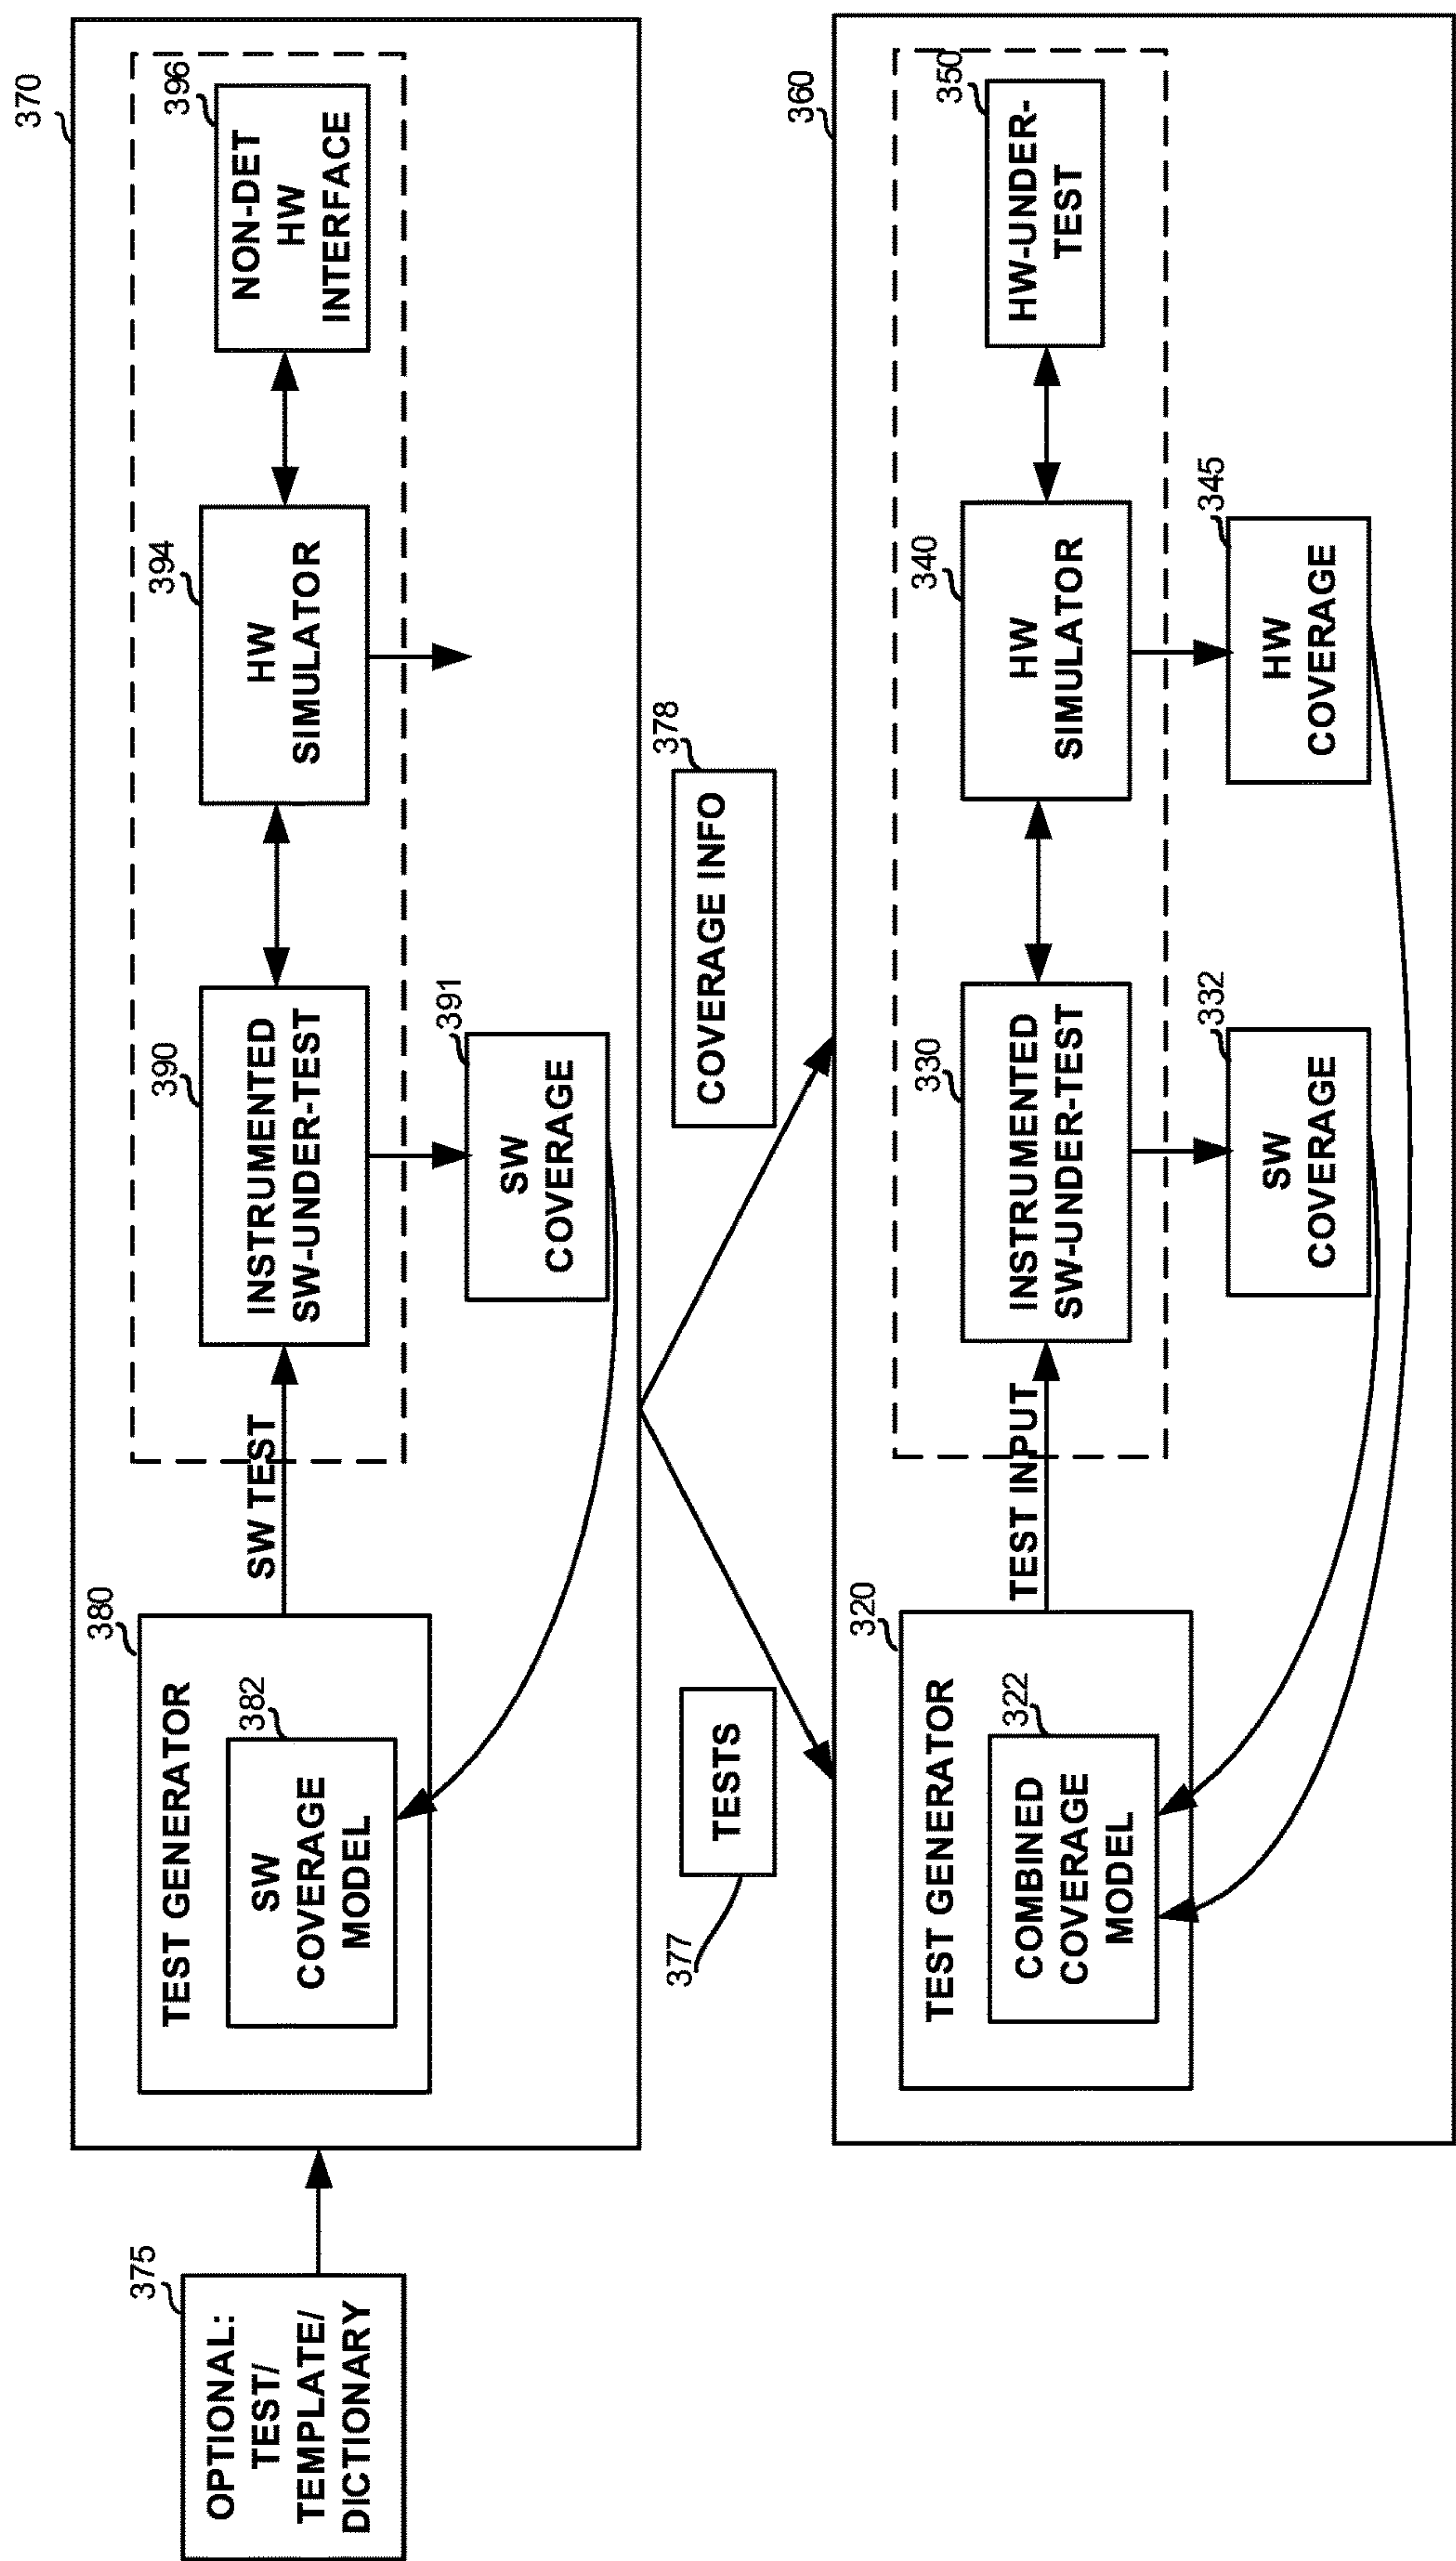 370
396
NON-DET
HW
INTERFACE
394
HW
SIMULATOR
390
INSTRUMENTED
SW-UNDER-TEST
391
SW
COVERAGE
SW TEST
380
TEST GENERATOR
382
SW
COVERAGE
MODEL
375
OPTIONAL:
TEST/
TEMPLATE/
DICTIONARY
378
COVERAGE INFO
TESTS
377
360
350
HW-UNDER-
TEST
340
HW
SIMULATOR
345
HW
COVERAGE
330
INSTRUMENTED
SW-UNDER-TEST
332
SW
COVERAGE
TEST INPUT
320
TEST GENERATOR
322
COMBINED
COVERAGE
MODEL